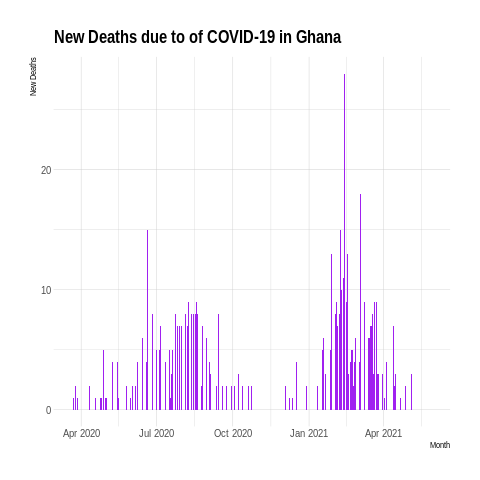 New Deaths due to of COVID-19 in Ghana
New Deaths
20
10
0
Apr 2020
Jul 2020
Oct 2020
Jan 2021
Apr 2021
Month